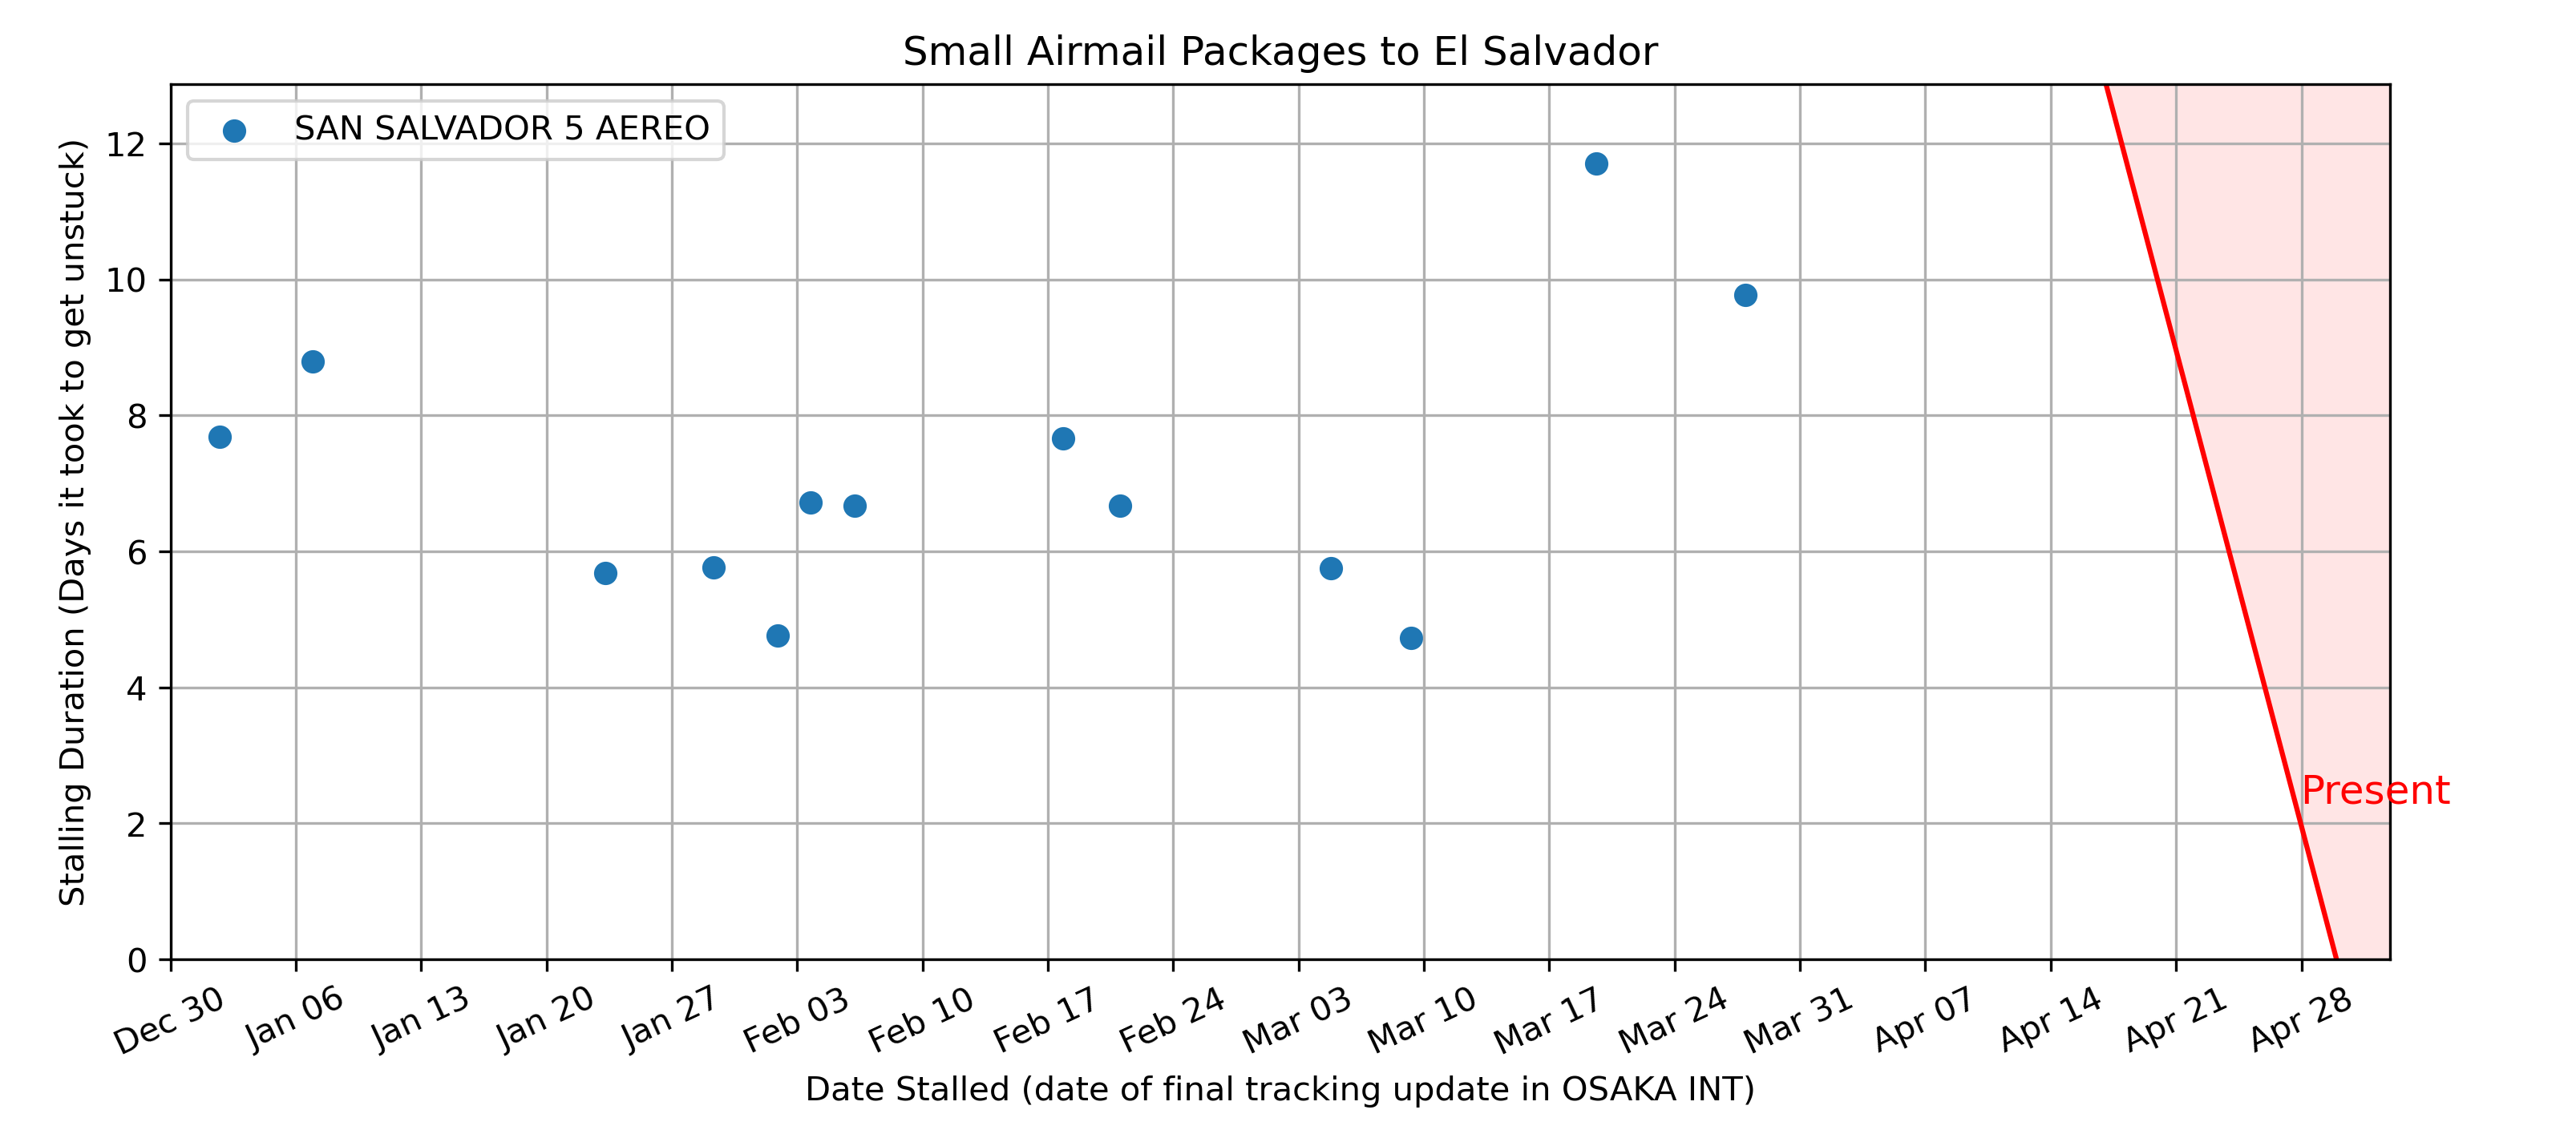 Small Airmail Packages to El Salvador
SAN SALVADOR 5 AEREO
Stalling Duration (Days it took to get unstuck)
12
10
8
6
4
2
0
Present
Dec 30
Jan 06
Jan 13
Jan 20
Jan 27
Feb 03
Feb 10
Feb 17
Feb 24
Mar 03
Mar 10
Mar 17
Mar 24
Mar 31
Apr 07
Apr 14
Apr 21
Apr 28
Date Stalled (date of final tracking update in OSAKA INT)